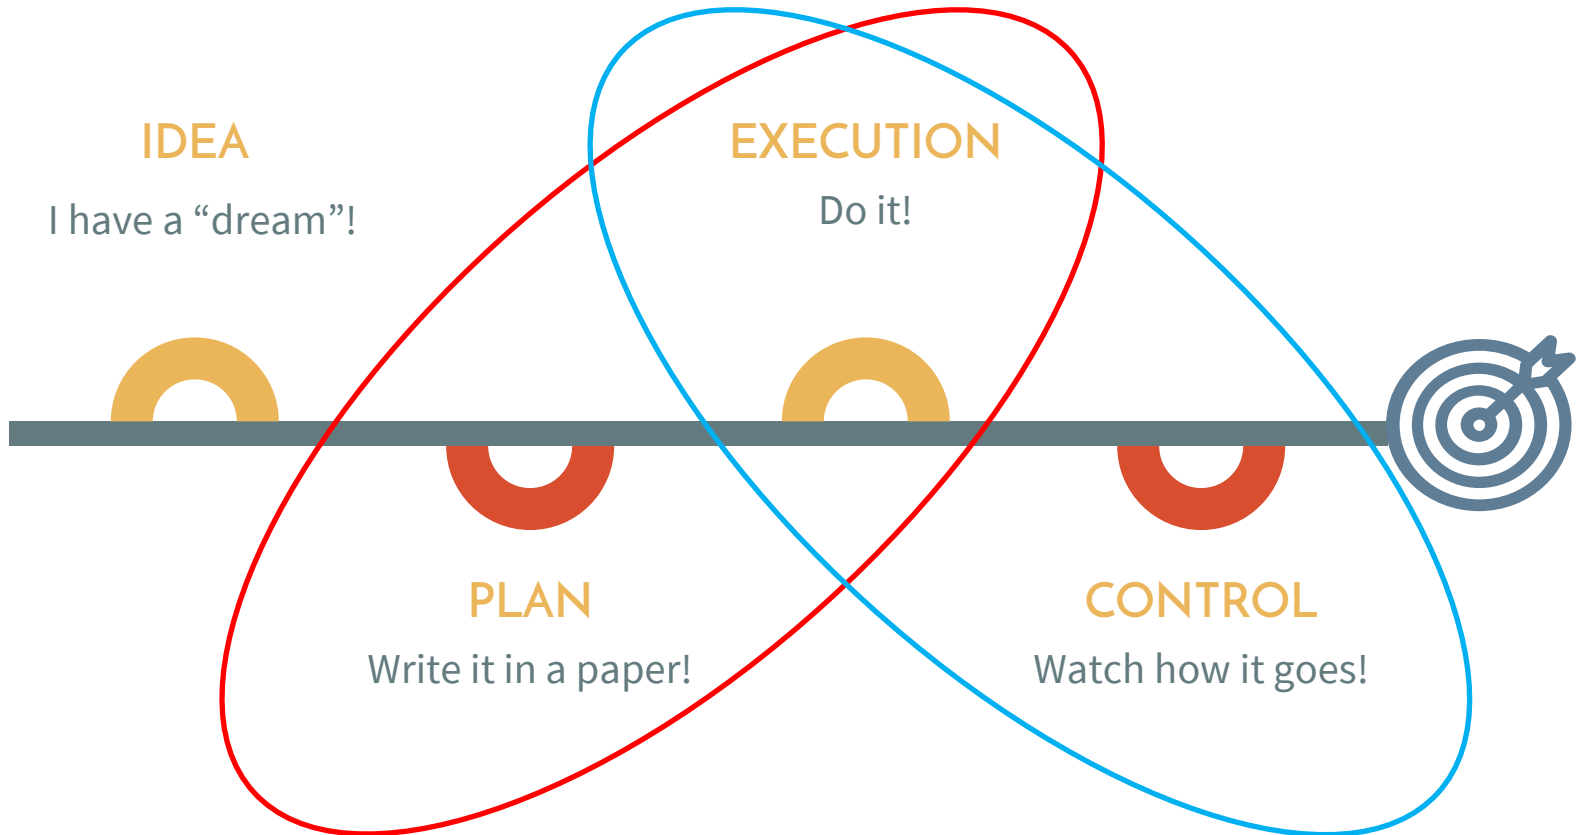 IDEA
I have a “dream”!
EXECUTION
Do it!
PLAN
Write it in a paper!
CONTROL
Watch how it goes!